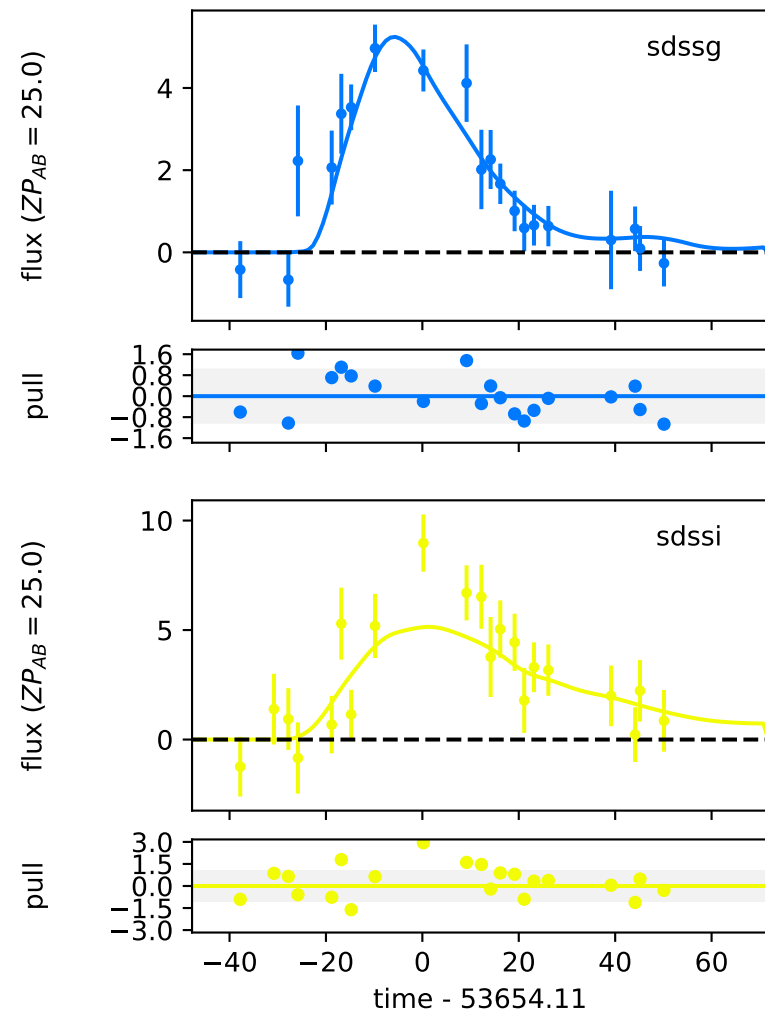 sdssg
flux (ZP_AB = 25.0)
4
2
0
pull
1.6
0.8
0.0
−0.8
−1.6
sdssi
flux (ZP_AB = 25.0)
10
5
0
pull
3.0
1.5
0.0
−1.5
−3.0
−40 −20 0 20 40 60
time - 53654.11